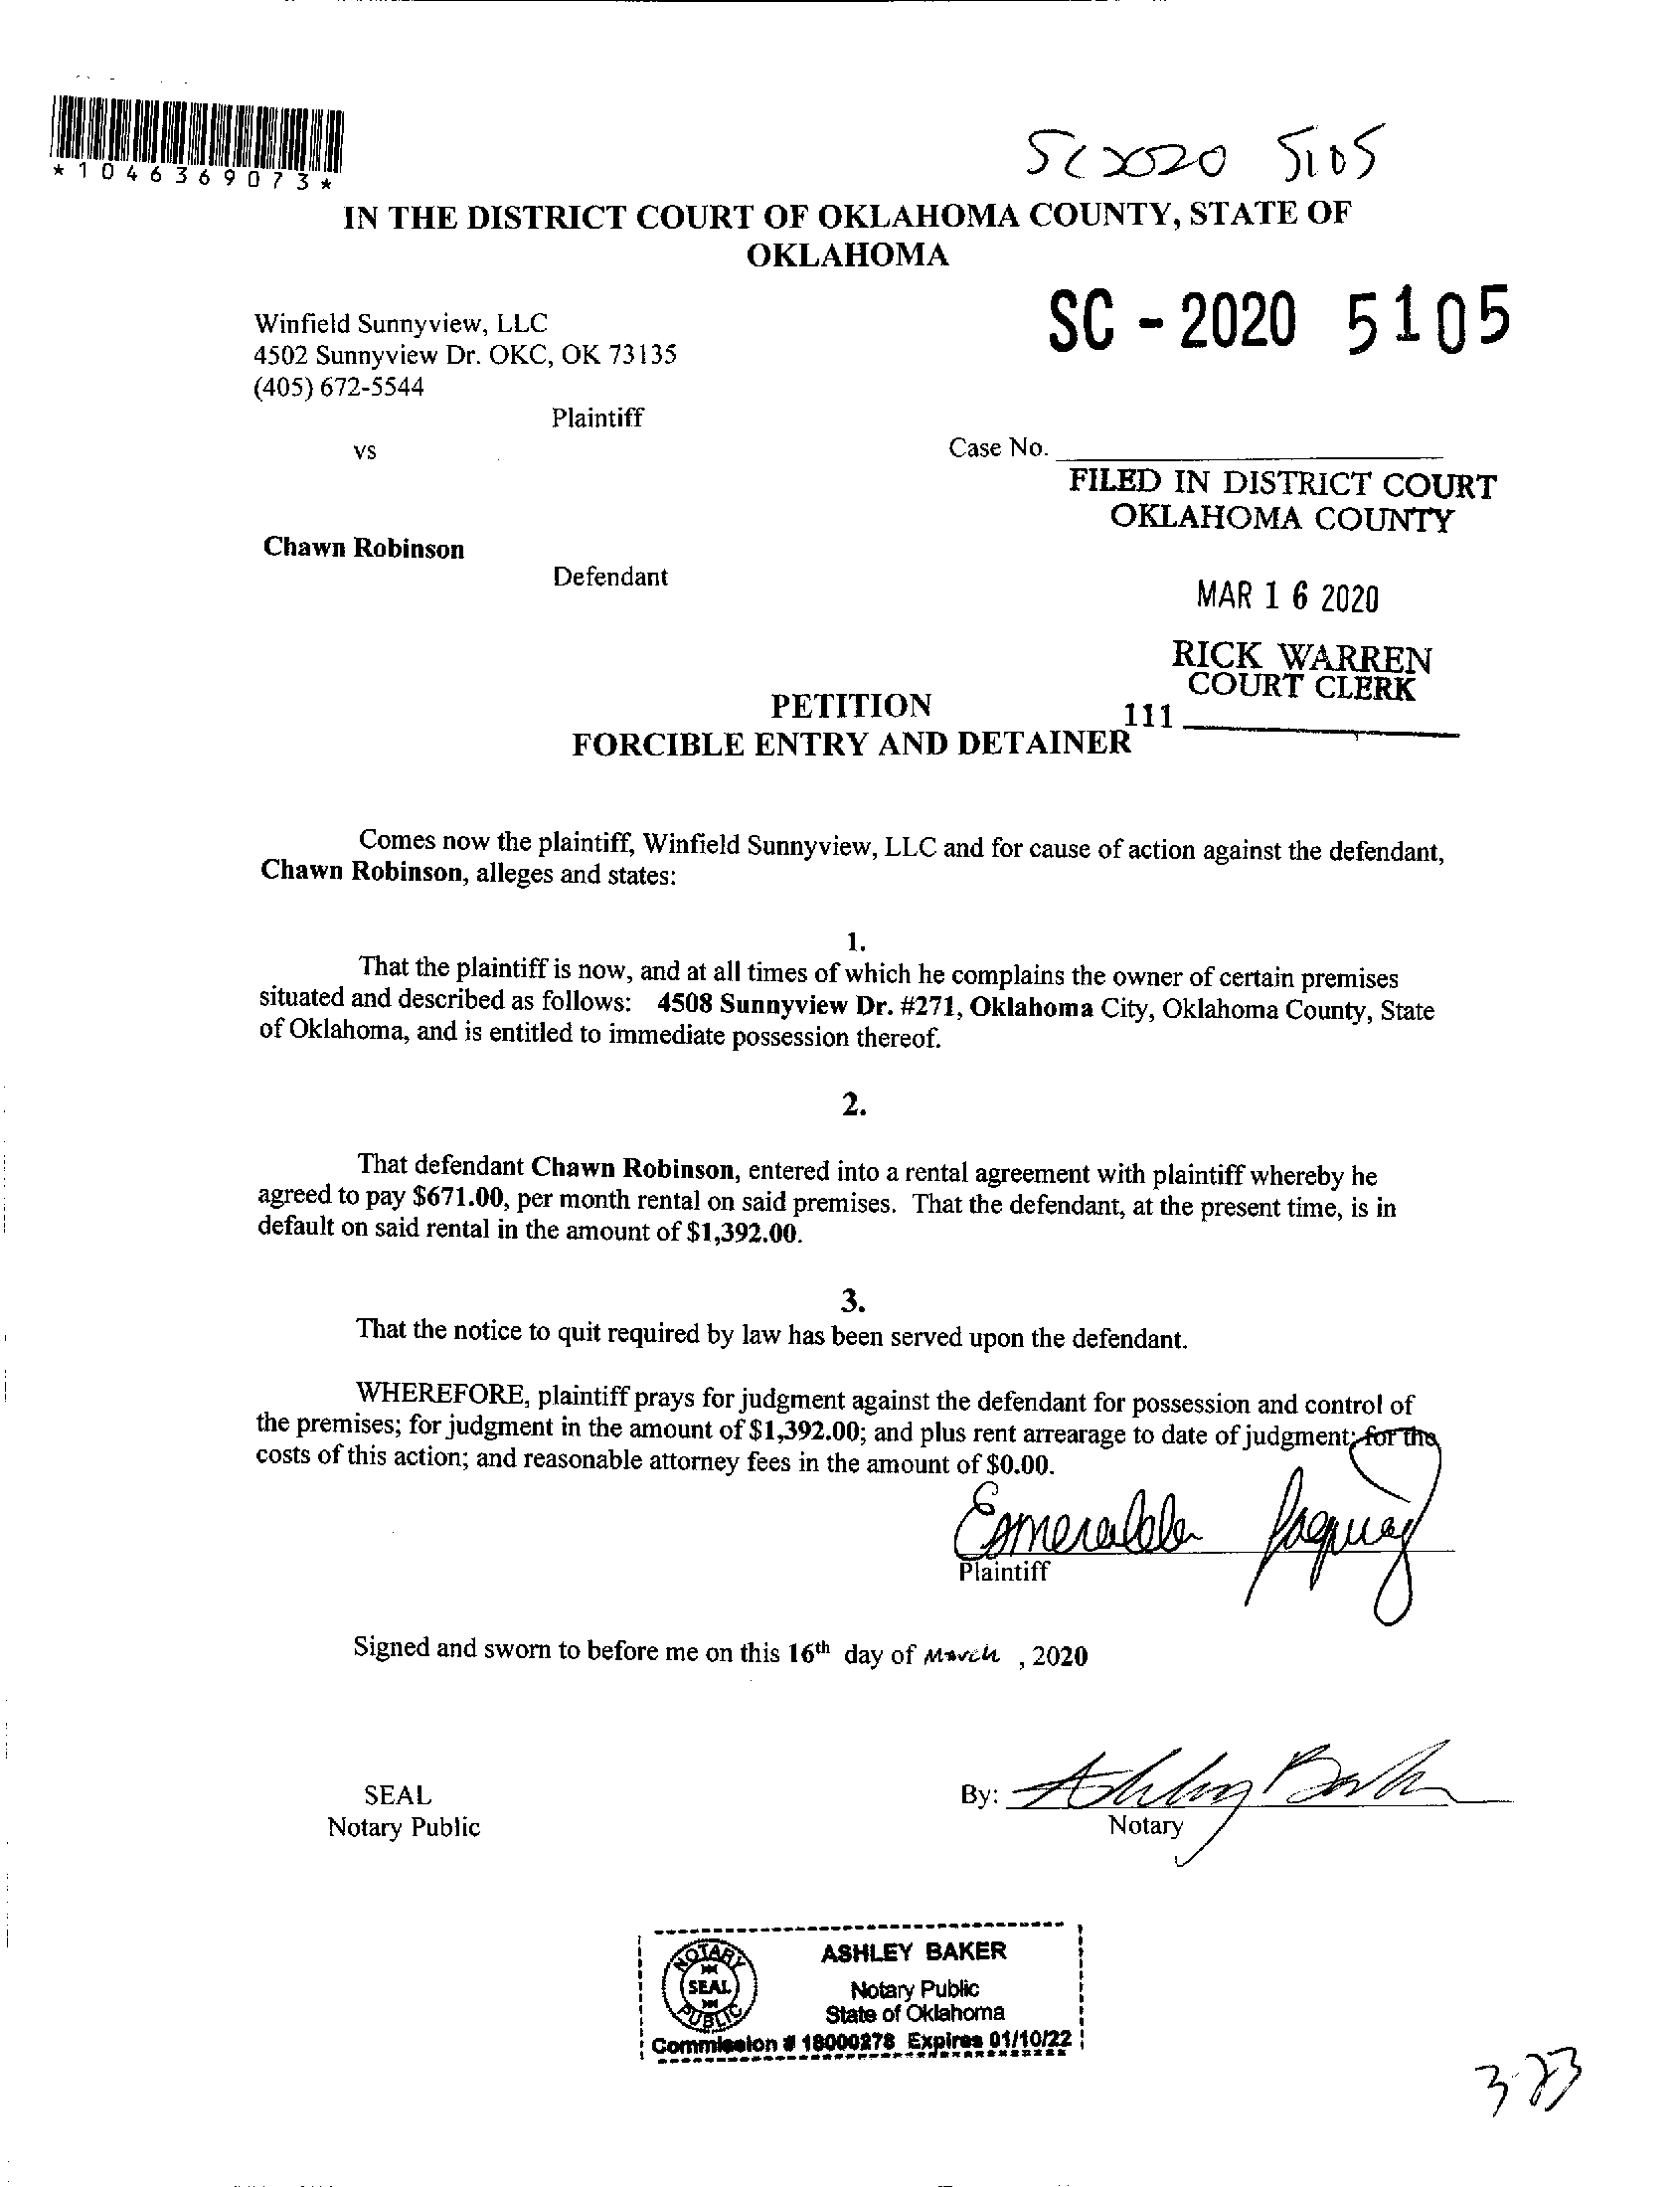 *1046369073*
SC2020 5105
IN THE DISTRICT COURT OF OKLAHOMA COUNTY, STATE OF
OKLAHOMA
SC - 2020 5105
Winfield Sunnyview, LLC
4502 Sunnyview Dr. OKC, OK 73135
(405) 672-5544
Plaintiff
vs
Case No.
FILED IN DISTRICT COURT
OKLAHOMA COUNTY
Chawn Robinson
Defendant
MAR 16 2020
RICK WARREN
COURT CLERK
111
PETITION
FORCIBLE ENTRY AND DETAINER
Comes now the plaintiff, Winfield Sunnyview, LLC and for cause of action against the defendant,
Chawn Robinson, alleges and states:
1.
That the plaintiff is now, and at all times of which he complains the owner of certain premises
situated and described as follows: 4508 Sunnyview Dr. #271, Oklahoma City, Oklahoma County, State
of Oklahoma, and is entitled to immediate possession thereof.
2.
That defendant Chawn Robinson, entered into a rental agreement with plaintiff whereby he
agreed to pay $671.00, per month rental on said premises. That the defendant, at the present time, is in
default on said rental in the amount of $1,392.00.
3.
That the notice to quit required by law has been served upon the defendant.
WHEREFORE, plaintiff prays for judgment against the defendant for possession and control of
the premises; for judgment in the amount of $1,392.00; and plus rent arrearage to date of judgment; for the
costs of this action; and reasonable attorney fees in the amount of $0.00.
Esmeralda
Plaintiff
Signed and sworn to before me on this 16th day of March , 2020
SEAL
Notary Public
By: Ashley Baker
Notary
NOTARY
SEAL
PUBLIC
ASHLEY BAKER
Notary Public
State of Oklahoma
Commission # 18000278 Expires 01/10/22
3-23